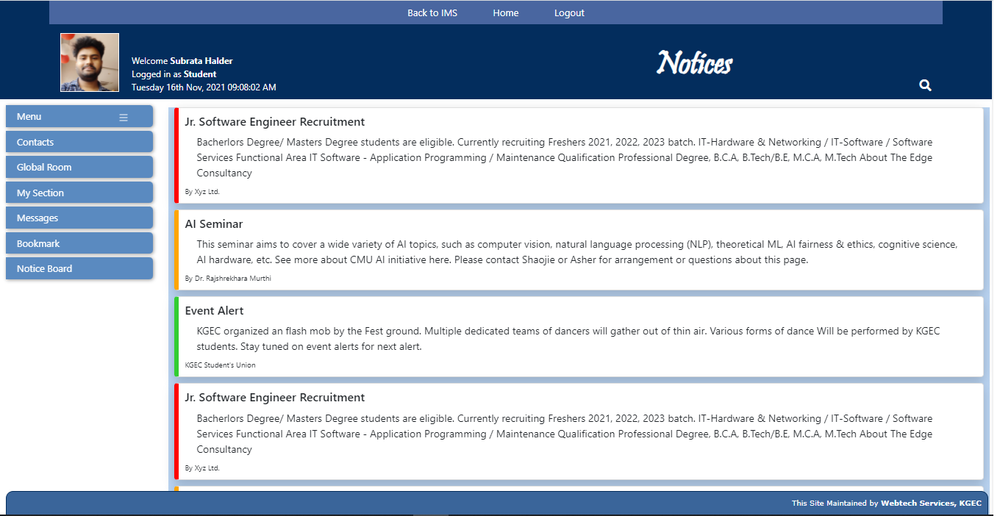 Back to IMS Home Logout
Welcome Subrata Halder
Logged in as Student
Tuesday 16th Nov, 2021 09:08:02 AM
Notices
Menu
Contacts
Global Room
My Section
Messages
Bookmark
Notice Board
Jr. Software Engineer Recruitment
Bacherlors Degree/ Masters Degree students are eligible. Currently recruiting Freshers 2021, 2022, 2023 batch. IT-Hardware & Networking / IT-Software / Software
Services Functional Area IT Software - Application Programming / Maintenance Qualification Professional Degree, B.C.A, B.Tech/B.E, M.C.A, M.Tech About The Edge
Consultancy
By Xyz Ltd.
AI Seminar
This seminar aims to cover a wide variety of AI topics, such as computer vision, natural language processing (NLP), theoretical ML, AI fairness & ethics, cognitive science,
AI hardware, etc. See more about CMU AI initiative here. Please contact Shaojie or Asher for arrangement or questions about this page.
By Dr. Rajshrekhara Murthi
Event Alert
KGEC organized an flash mob by the Fest ground. Multiple dedicated teams of dancers will gather out of thin air. Various forms of dance Will be performed by KGEC
students. Stay tuned on event alerts for next alert.
KGEC Student's Union
Jr. Software Engineer Recruitment
Bacherlors Degree/ Masters Degree students are eligible. Currently recruiting Freshers 2021, 2022, 2023 batch. IT-Hardware & Networking / IT-Software / Software
Services Functional Area IT Software - Application Programming / Maintenance Qualification Professional Degree, B.C.A, B.Tech/B.E, M.C.A, M.Tech About The Edge
Consultancy
By Xyz Ltd.
This Site Maintained by Webtech Services, KGEC